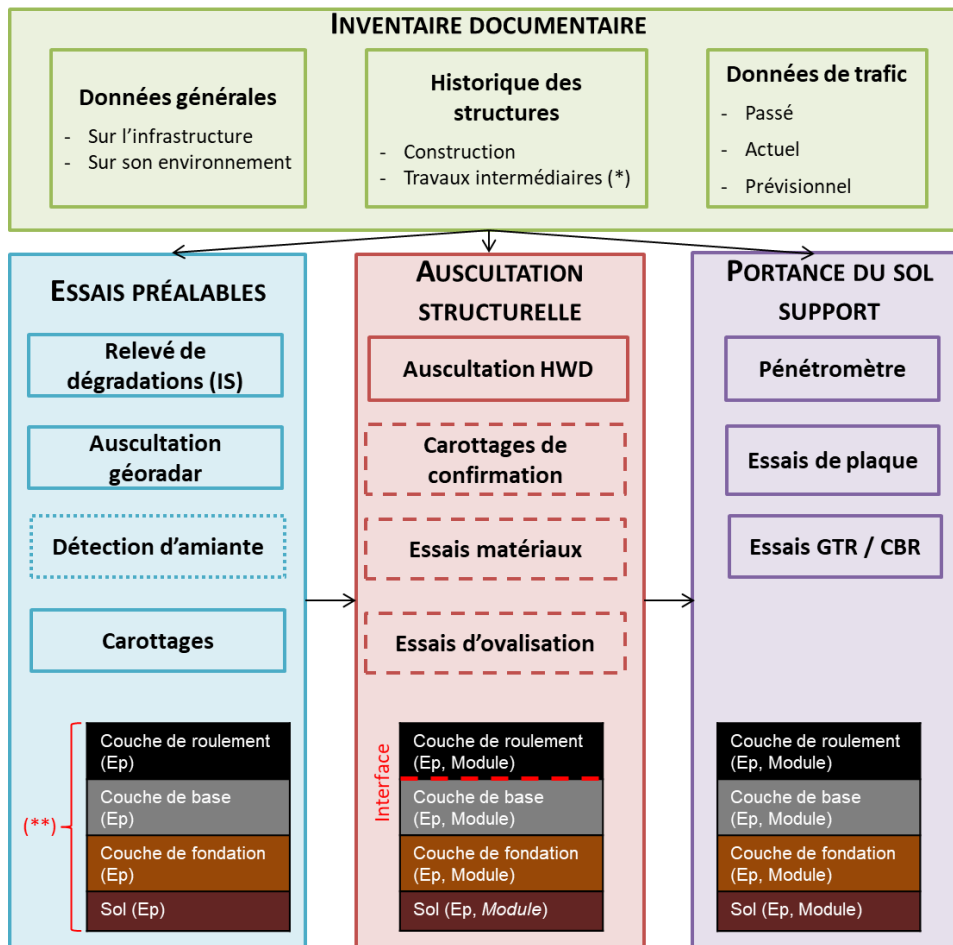 INVENTAIRE DOCUMENTAIRE
Données générales
- Sur l'infrastructure
- Sur son environnement
Historique des
structures
- Construction
- Travaux intermédiaires (*)
Données de trafic
- Passé
- Actuel
- Prévisionnel
ESSAIS PRÉALABLES
Relevé de
dégradations (IS)
Auscultation
géoradar
Détection d'amiante
Carottages
(**)
Couche de roulement
(Ep)
Couche de base
(Ep)
Couche de fondation
(Ep)
Sol (Ep)
AUSCULTATION
STRUCTURELLE
Auscultation HWD
Carottages de
confirmation
Essais matériaux
Essais d'ovalisation
Interface
Couche de roulement
(Ep, Module)
Couche de base
(Ep, Module)
Couche de fondation
(Ep, Module)
Sol (Ep, Module)
PORTANCE DU SOL
SUPPORT
Pénétromètre
Essais de plaque
Essais GTR / CBR
Couche de roulement
(Ep, Module)
Couche de base
(Ep, Module)
Couche de fondation
(Ep, Module)
Sol (Ep, Module)